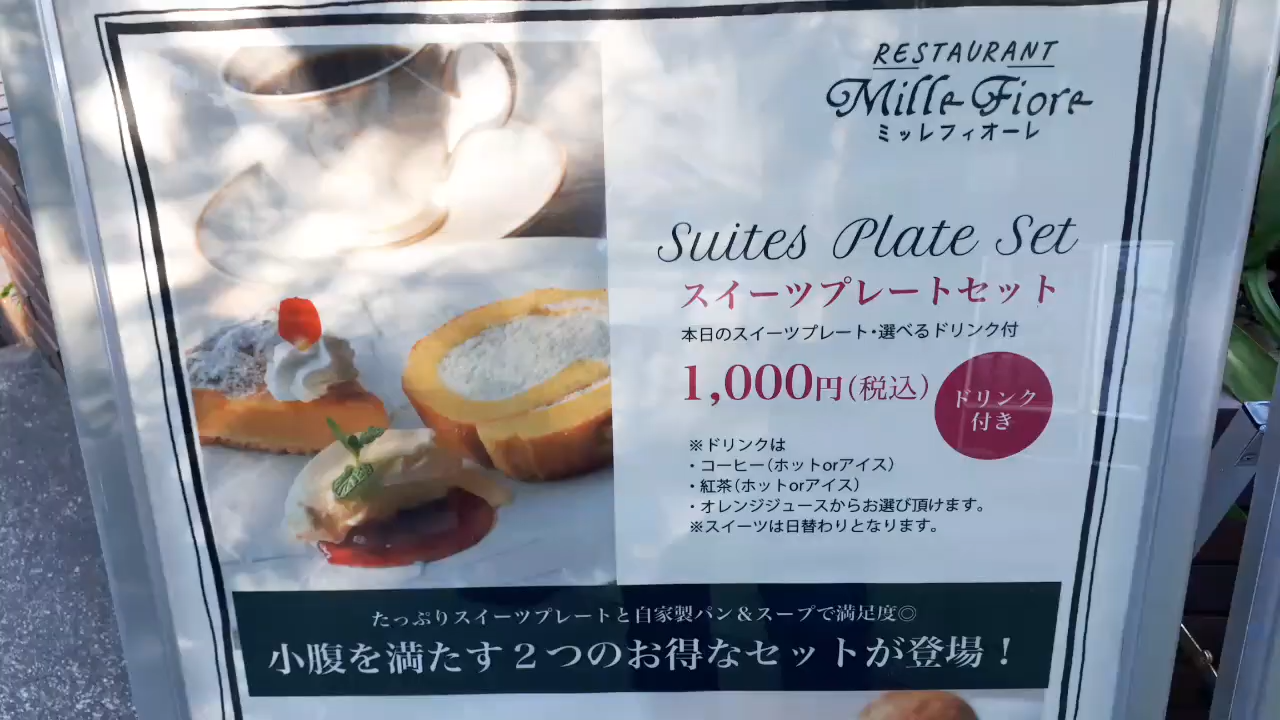 RESTAURANT
Mille Fiore
ミッレフィオーレ
Suites Plate Set
スイーツプレートセット
本日のスイーツプレート・選べるドリンク付
1,000円(税込)
ドリンク
付き
※ドリンクは
・コーヒー(ホットorアイス)
・紅茶(ホットorアイス)
・オレンジジュースからお選び頂けます。
※スイーツは日替わりとなります。
たっぷりスイーツプレートと自家製パン&スープで満足度◎
小腹を満たす2つのお得なセットが登場!